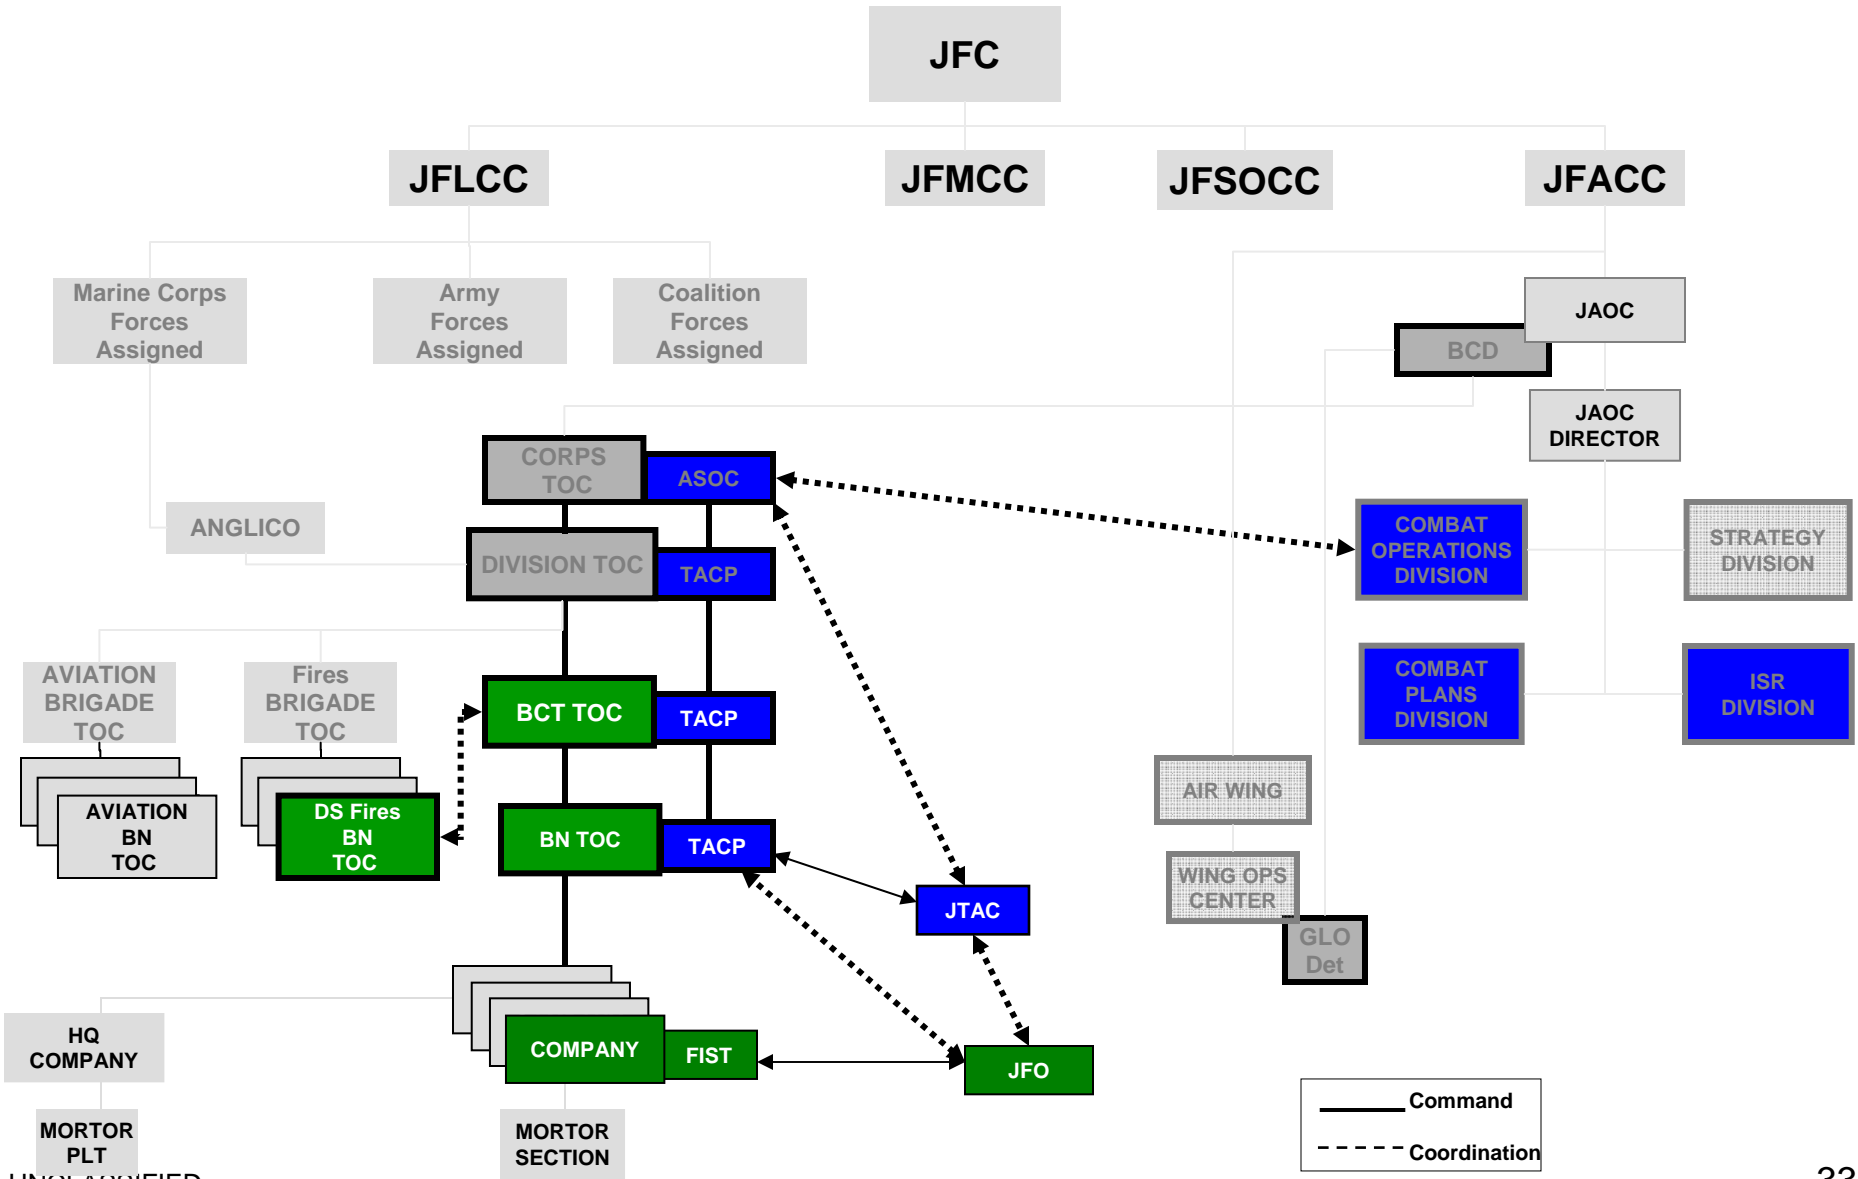 JFC
JFLCC
JFMCC
JFSOCC
JFACC
Marine Corps
Forces
Assigned
Army
Forces
Assigned
Coalition
Forces
Assigned
JAOC
BCD
JAOC
DIRECTOR
CORPS
TOC
ASOC
ANGLICO
DIVISION TOC
TACP
COMBAT
OPERATIONS
DIVISION
STRATEGY
DIVISION
AVIATION
BRIGADE
TOC
Fires
BRIGADE
TOC
BCT TOC
TACP
COMBAT
PLANS
DIVISION
ISR
DIVISION
AVIATION
BN
TOC
DS Fires
BN
TOC
BN TOC
TACP
AIR WING
WING OPS
CENTER
JTAC
GLO
Det
HQ
COMPANY
COMPANY
FIST
JFO
MORTOR
PLT
MORTOR
SECTION
Command
Coordination
UNCLASSIFIED
33